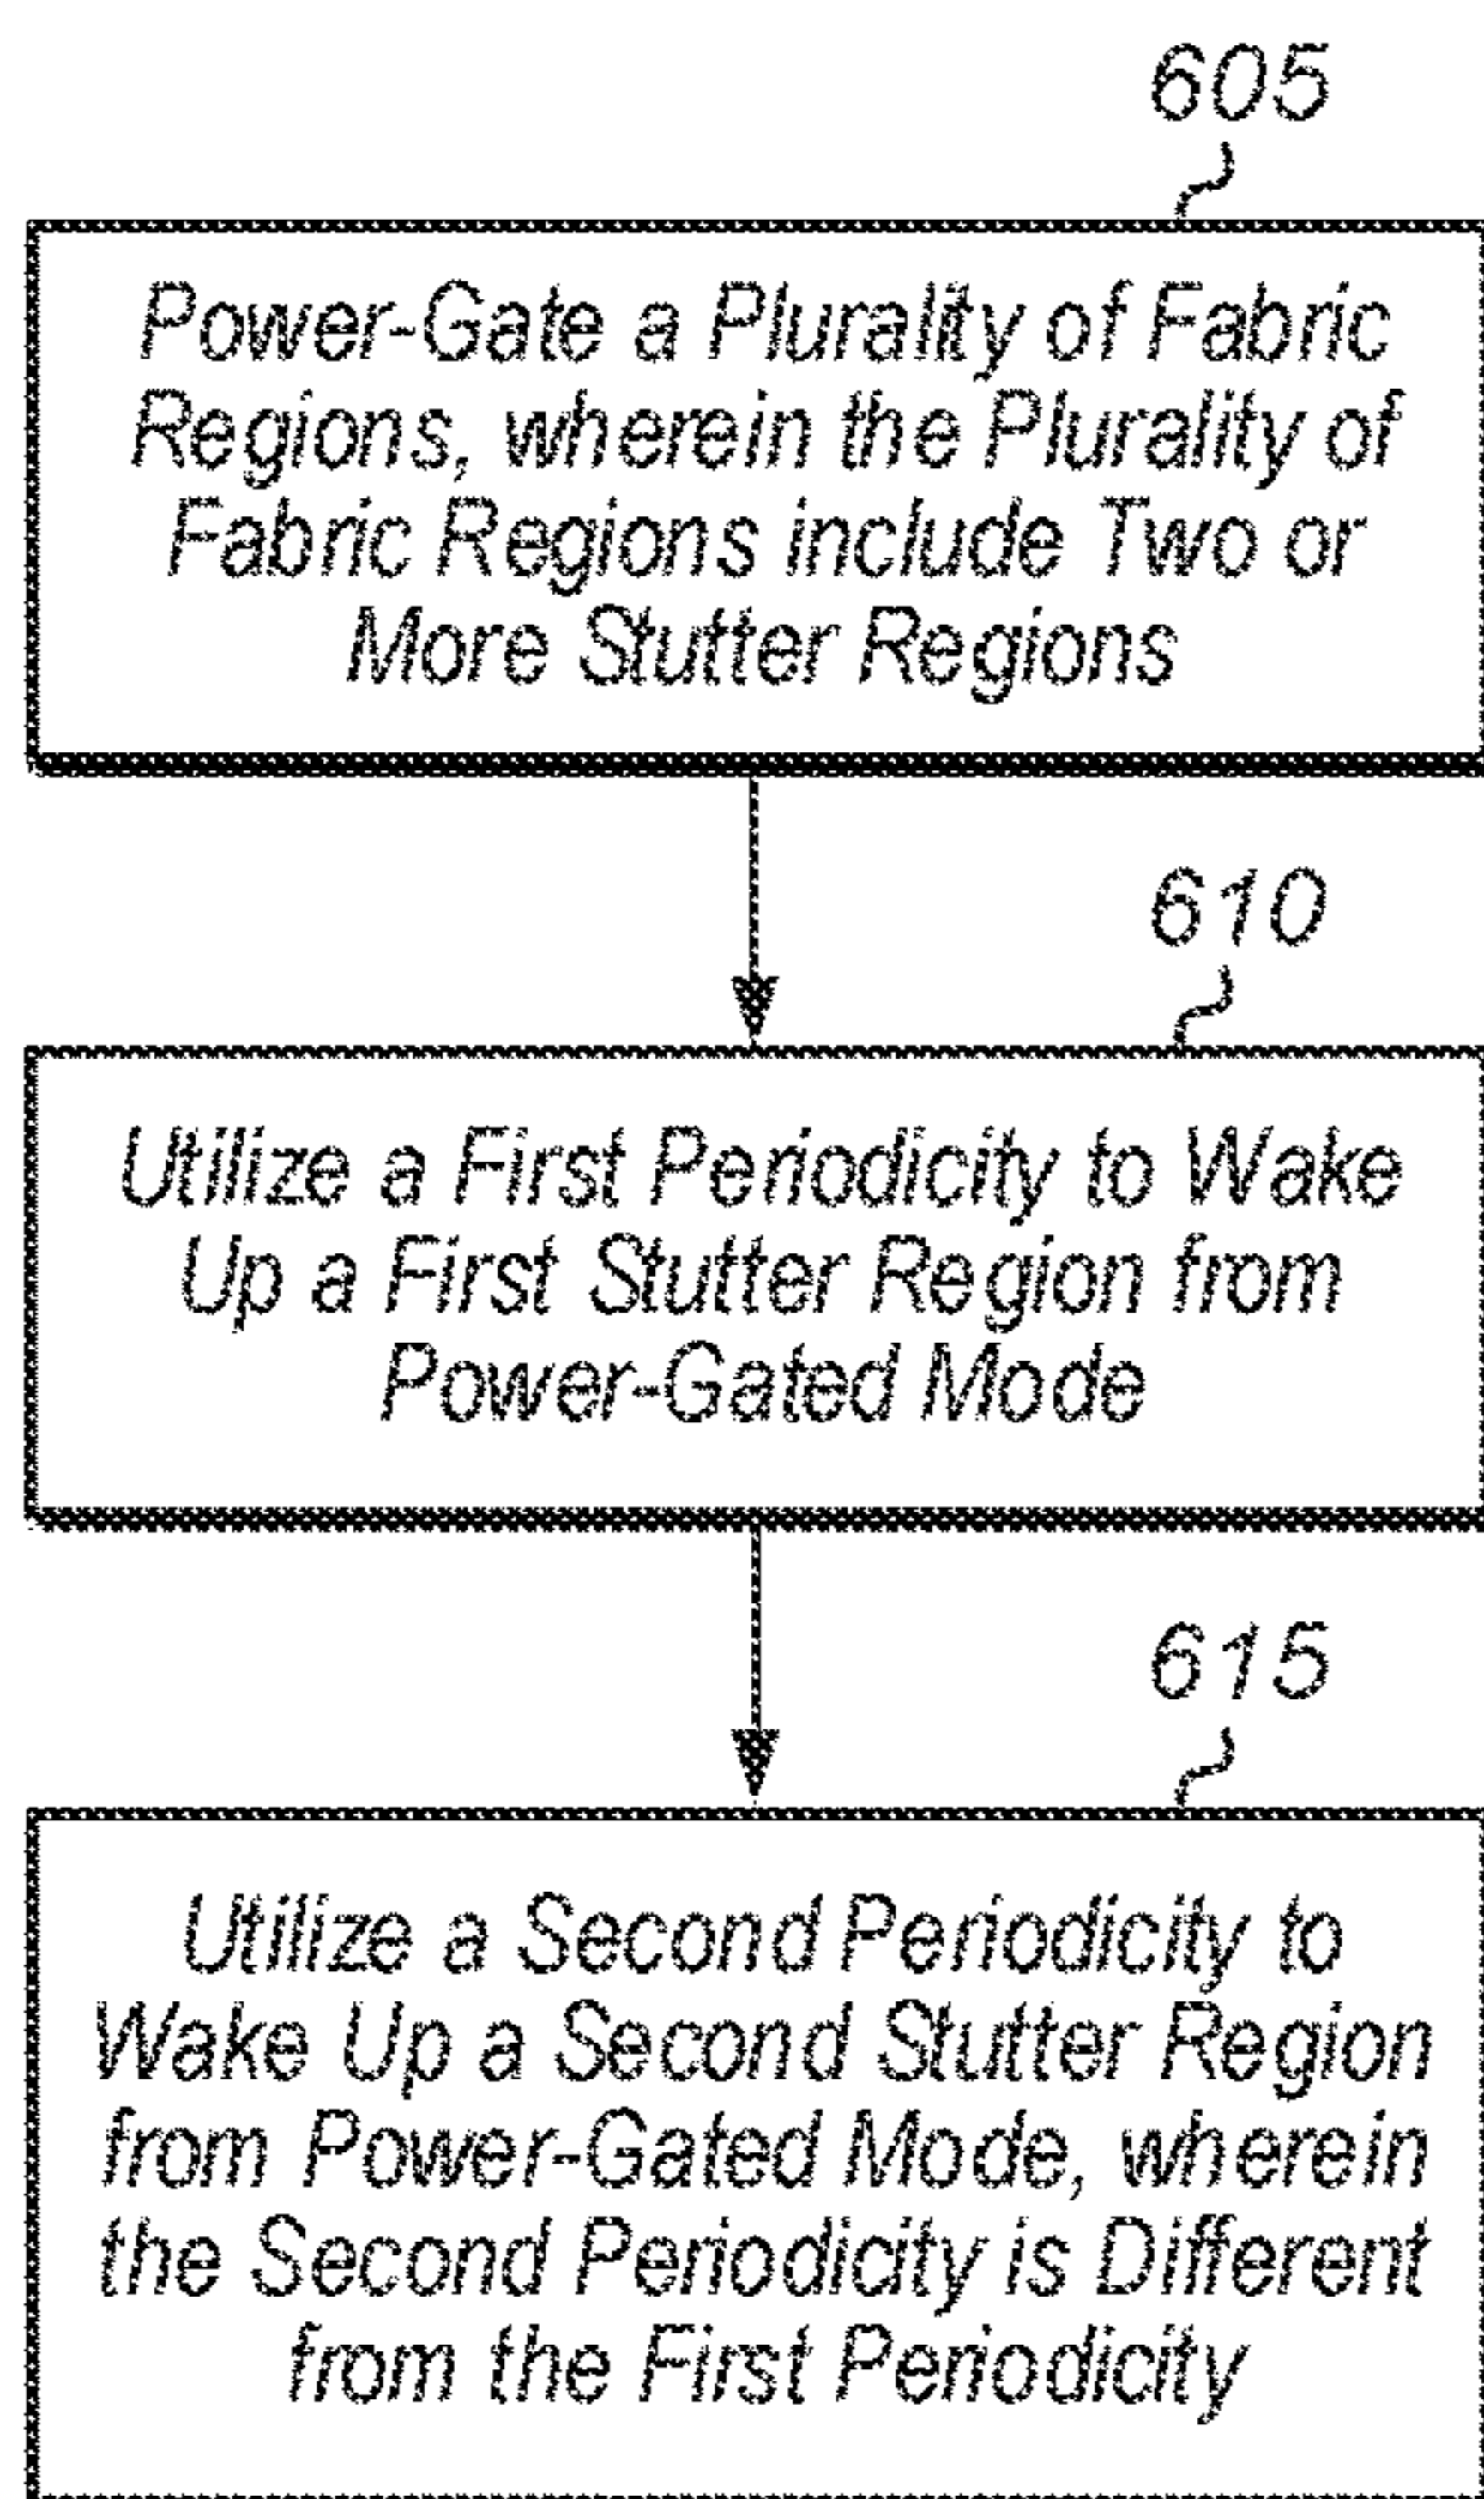 605
Power-Gate a Plurality of Fabric
Regions, wherein the Plurality of
Fabric Regions include Two or
More Stutter Regions
610
Utilize a First Periodicity to Wake
Up a First Stutter Region from
Power-Gated Mode
615
Utilize a Second Periodicity to
Wake Up a Second Stutter Region
from Power-Gated Mode, wherein
the Second Periodicity is Different
from the First Periodicity